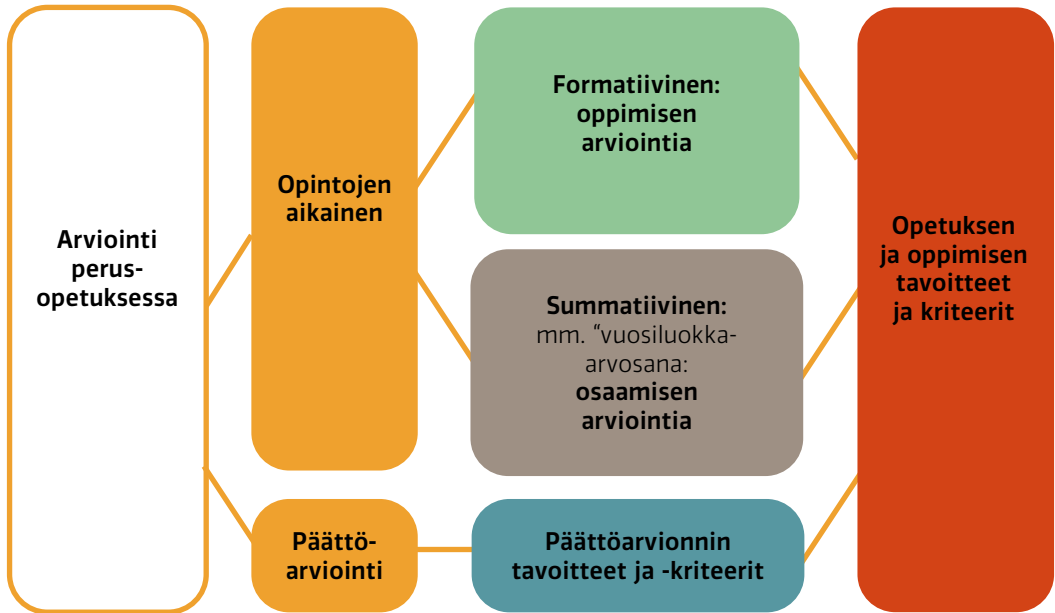 Arviointi
perus-
opetuksessa
Opintojen
aikainen
Formatiivinen:
oppimisen
arviointia
Summatiivinen:
mm. “vuosiluokka-
arvosana:
osaamisen
arviointia
Päättö-
arviointi
Päättöarvionnin
tavoitteet ja -kriteerit
Opetuksen
ja oppimisen
tavoitteet
ja kriteerit